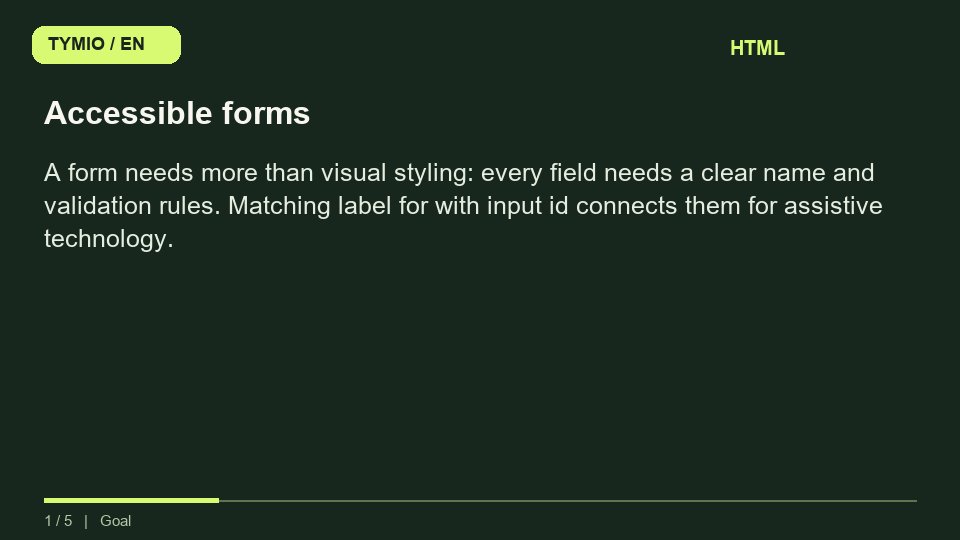 TYMIO / EN
HTML
Accessible forms
A form needs more than visual styling: every field needs a clear name and
validation rules. Matching label for with input id connects them for assistive
technology.
1 / 5 | Goal